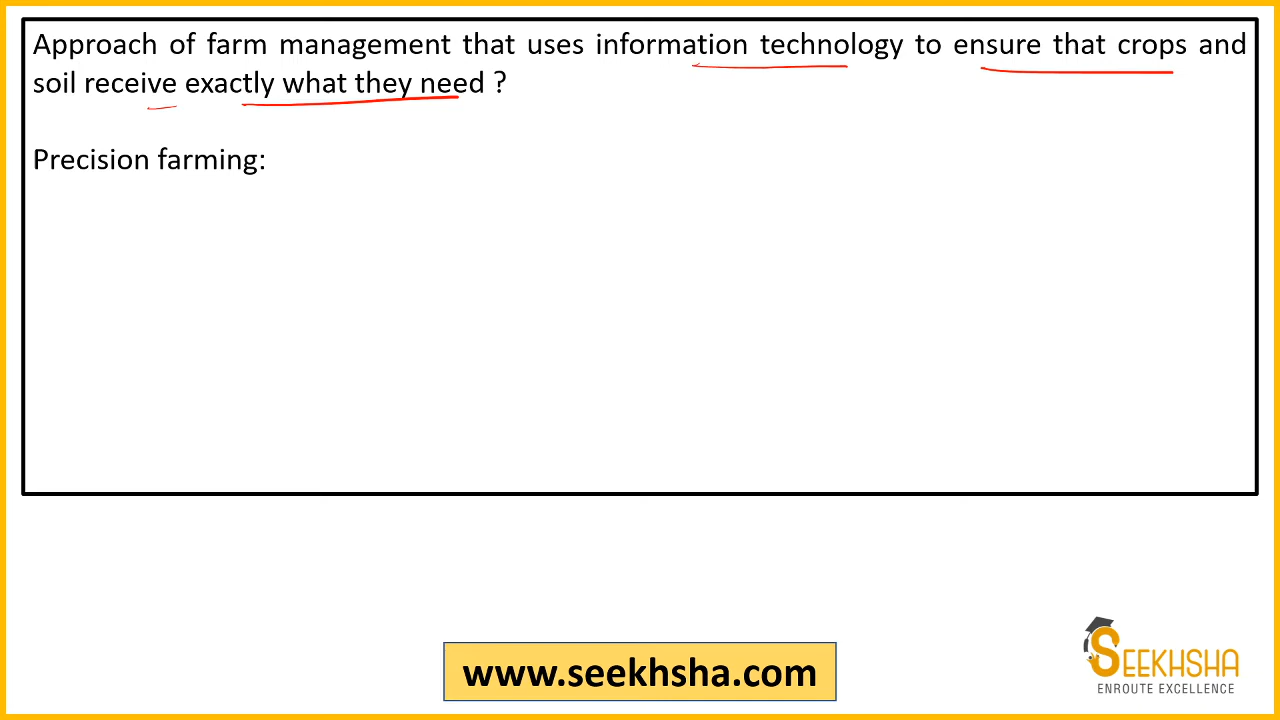 Approach of farm management that uses information technology to ensure that crops and
soil receive exactly what they need ?
Precision farming:
www.seekhsha.com
SEEKHSHA
ENROUTE EXCELLENCE